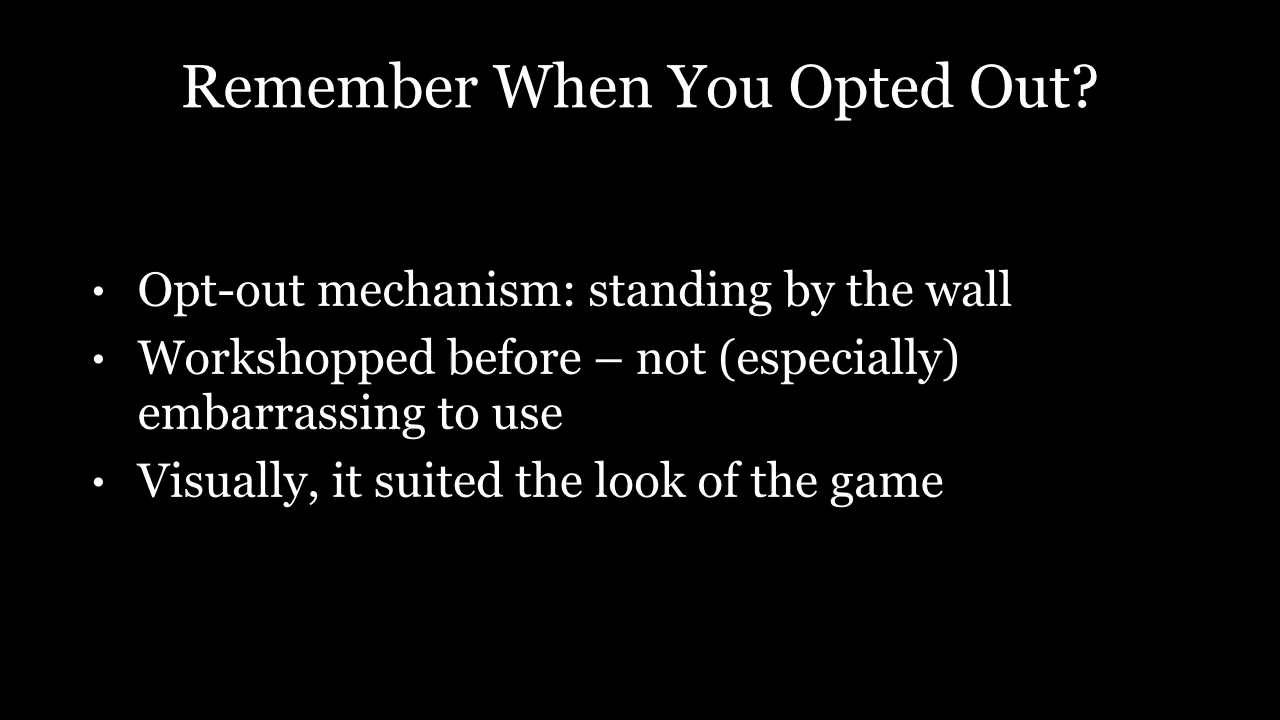 Remember When You Opted Out?
• Opt-out mechanism: standing by the wall
• Workshopped before – not (especially)
embarrassing to use
• Visually, it suited the look of the game